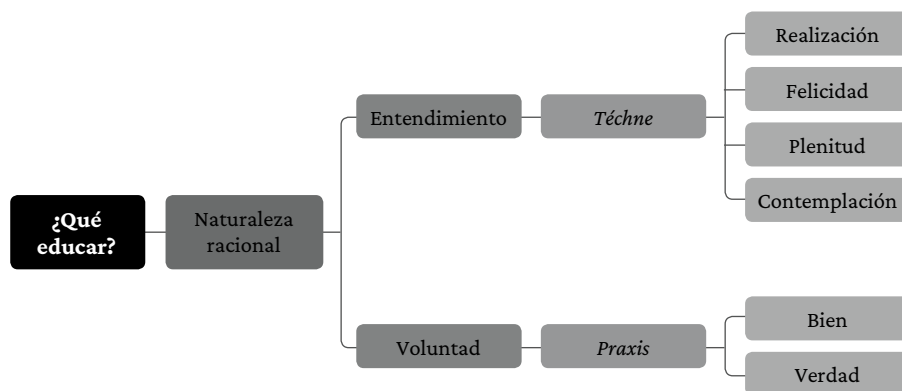 ¿Qué
educar?
Naturaleza
racional
Entendimiento
Téchne
Realización
Felicidad
Plenitud
Contemplación
Voluntad
Praxis
Bien
Verdad